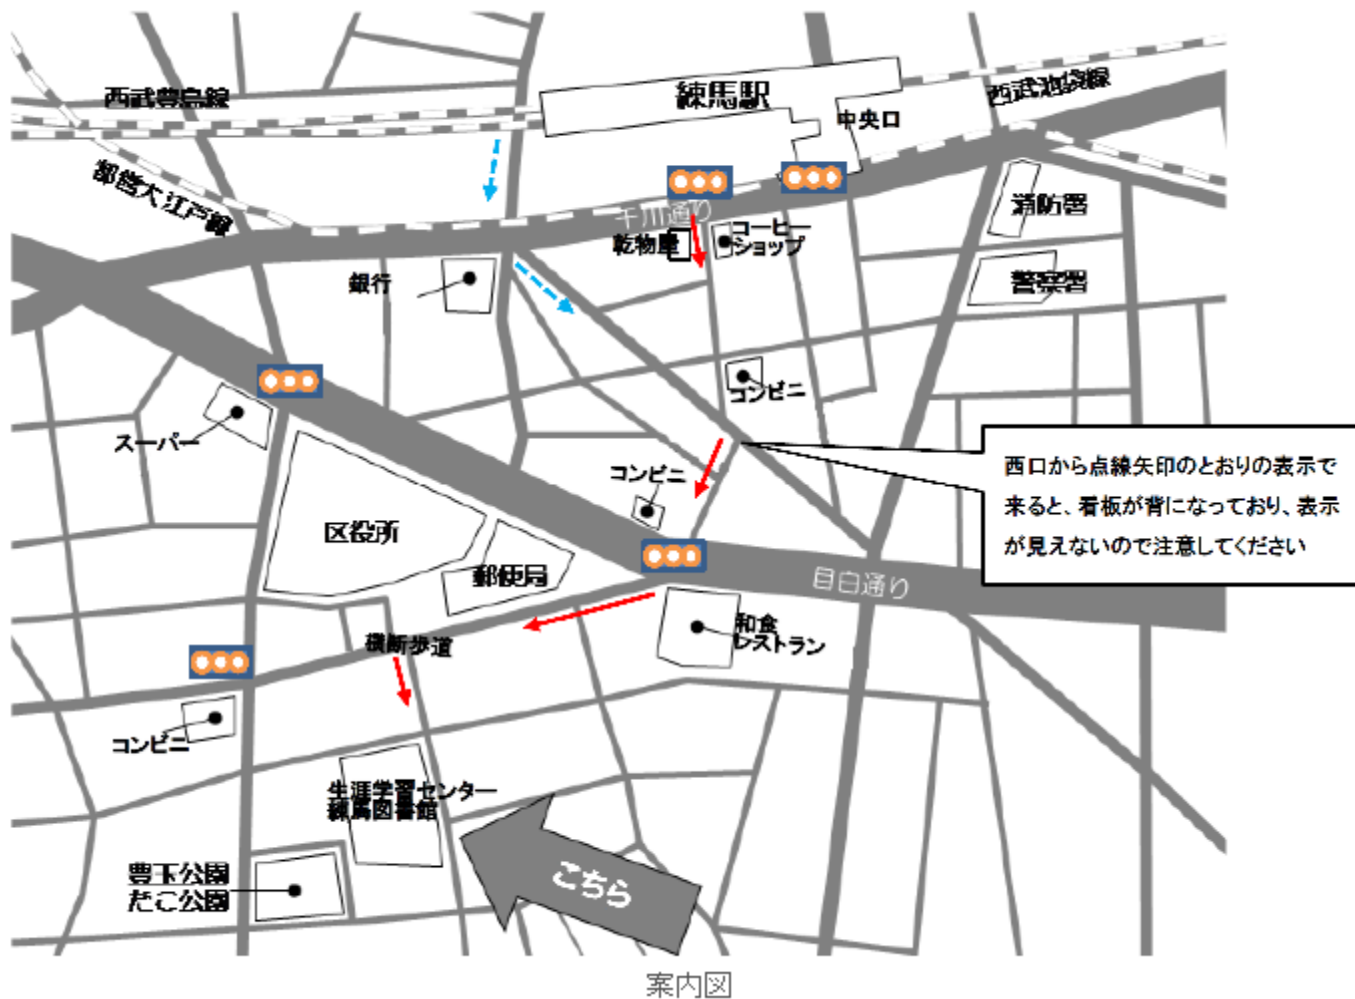 西武豊島線
練馬駅
中央口
西武池袋線
都営大江戸線
千川通り
消防署
乾物屋
コーヒー
ショップ
銀行
警察署
コンビニ
スーパー
コンビニ
西口から点線矢印のとおりの表示で
来ると、看板が背になっており、表示
が見えないので注意してください
区役所
郵便局
目白通り
和食
レストラン
横断歩道
コンビニ
生涯学習センター
練馬図書館
豊玉公園
たこ公園
こちら
案内図